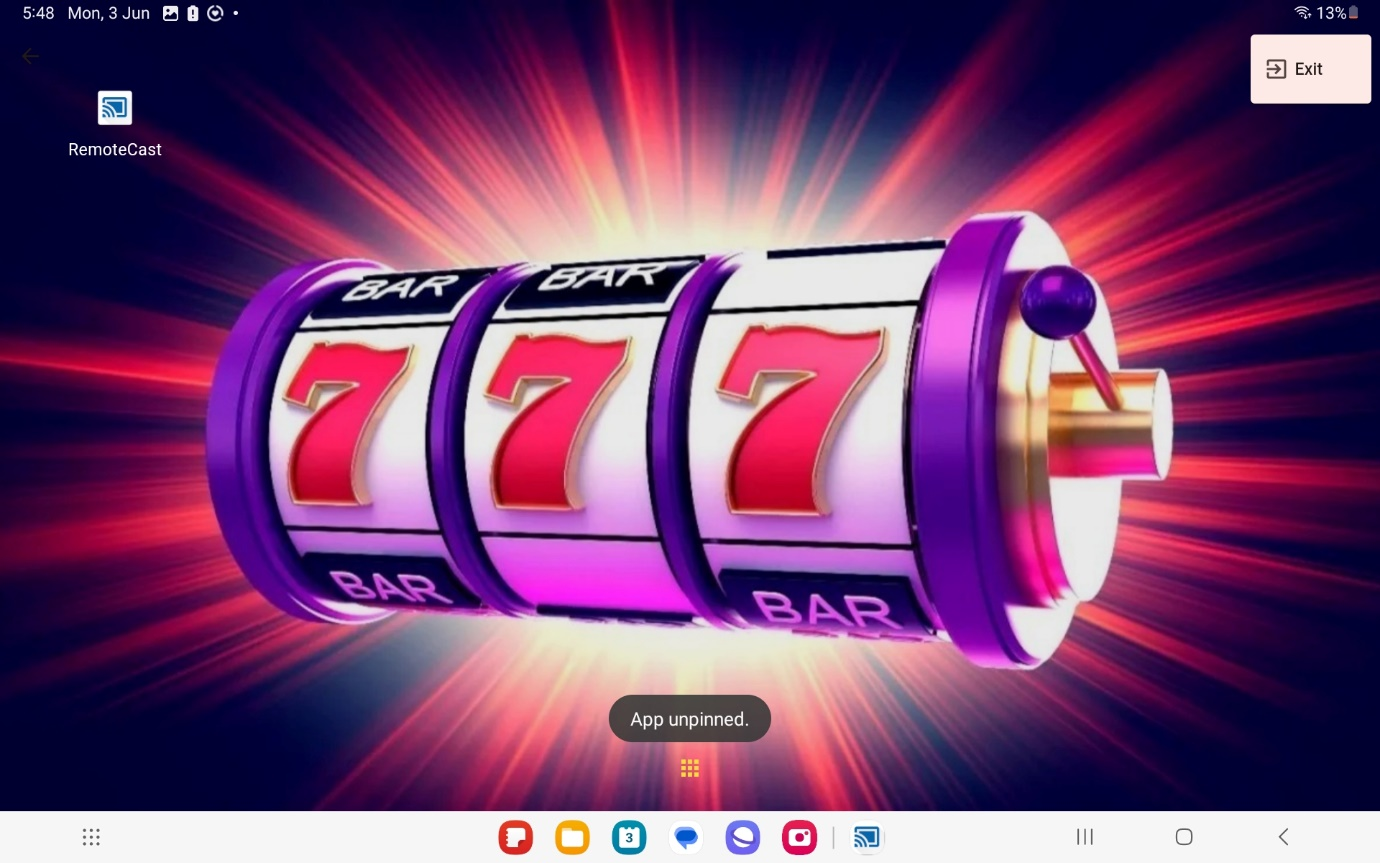 5:48 Mon, 3 Jun
13%
Exit
RemoteCast
BAR BAR
7 7 7
BAR BAR
App unpinned.
3